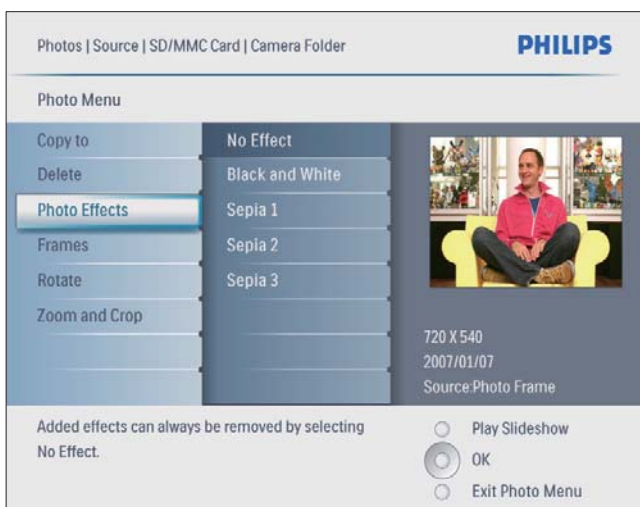 Photos | Source | SD/MMC Card | Camera Folder
PHILIPS
Photo Menu
Copy to
Delete
Photo Effects
Frames
Rotate
Zoom and Crop
No Effect
Black and White
Sepia 1
Sepia 2
Sepia 3
720 X 540
2007/01/07
Source:Photo Frame
Added effects can always be removed by selecting
No Effect.
Play Slideshow
OK
Exit Photo Menu